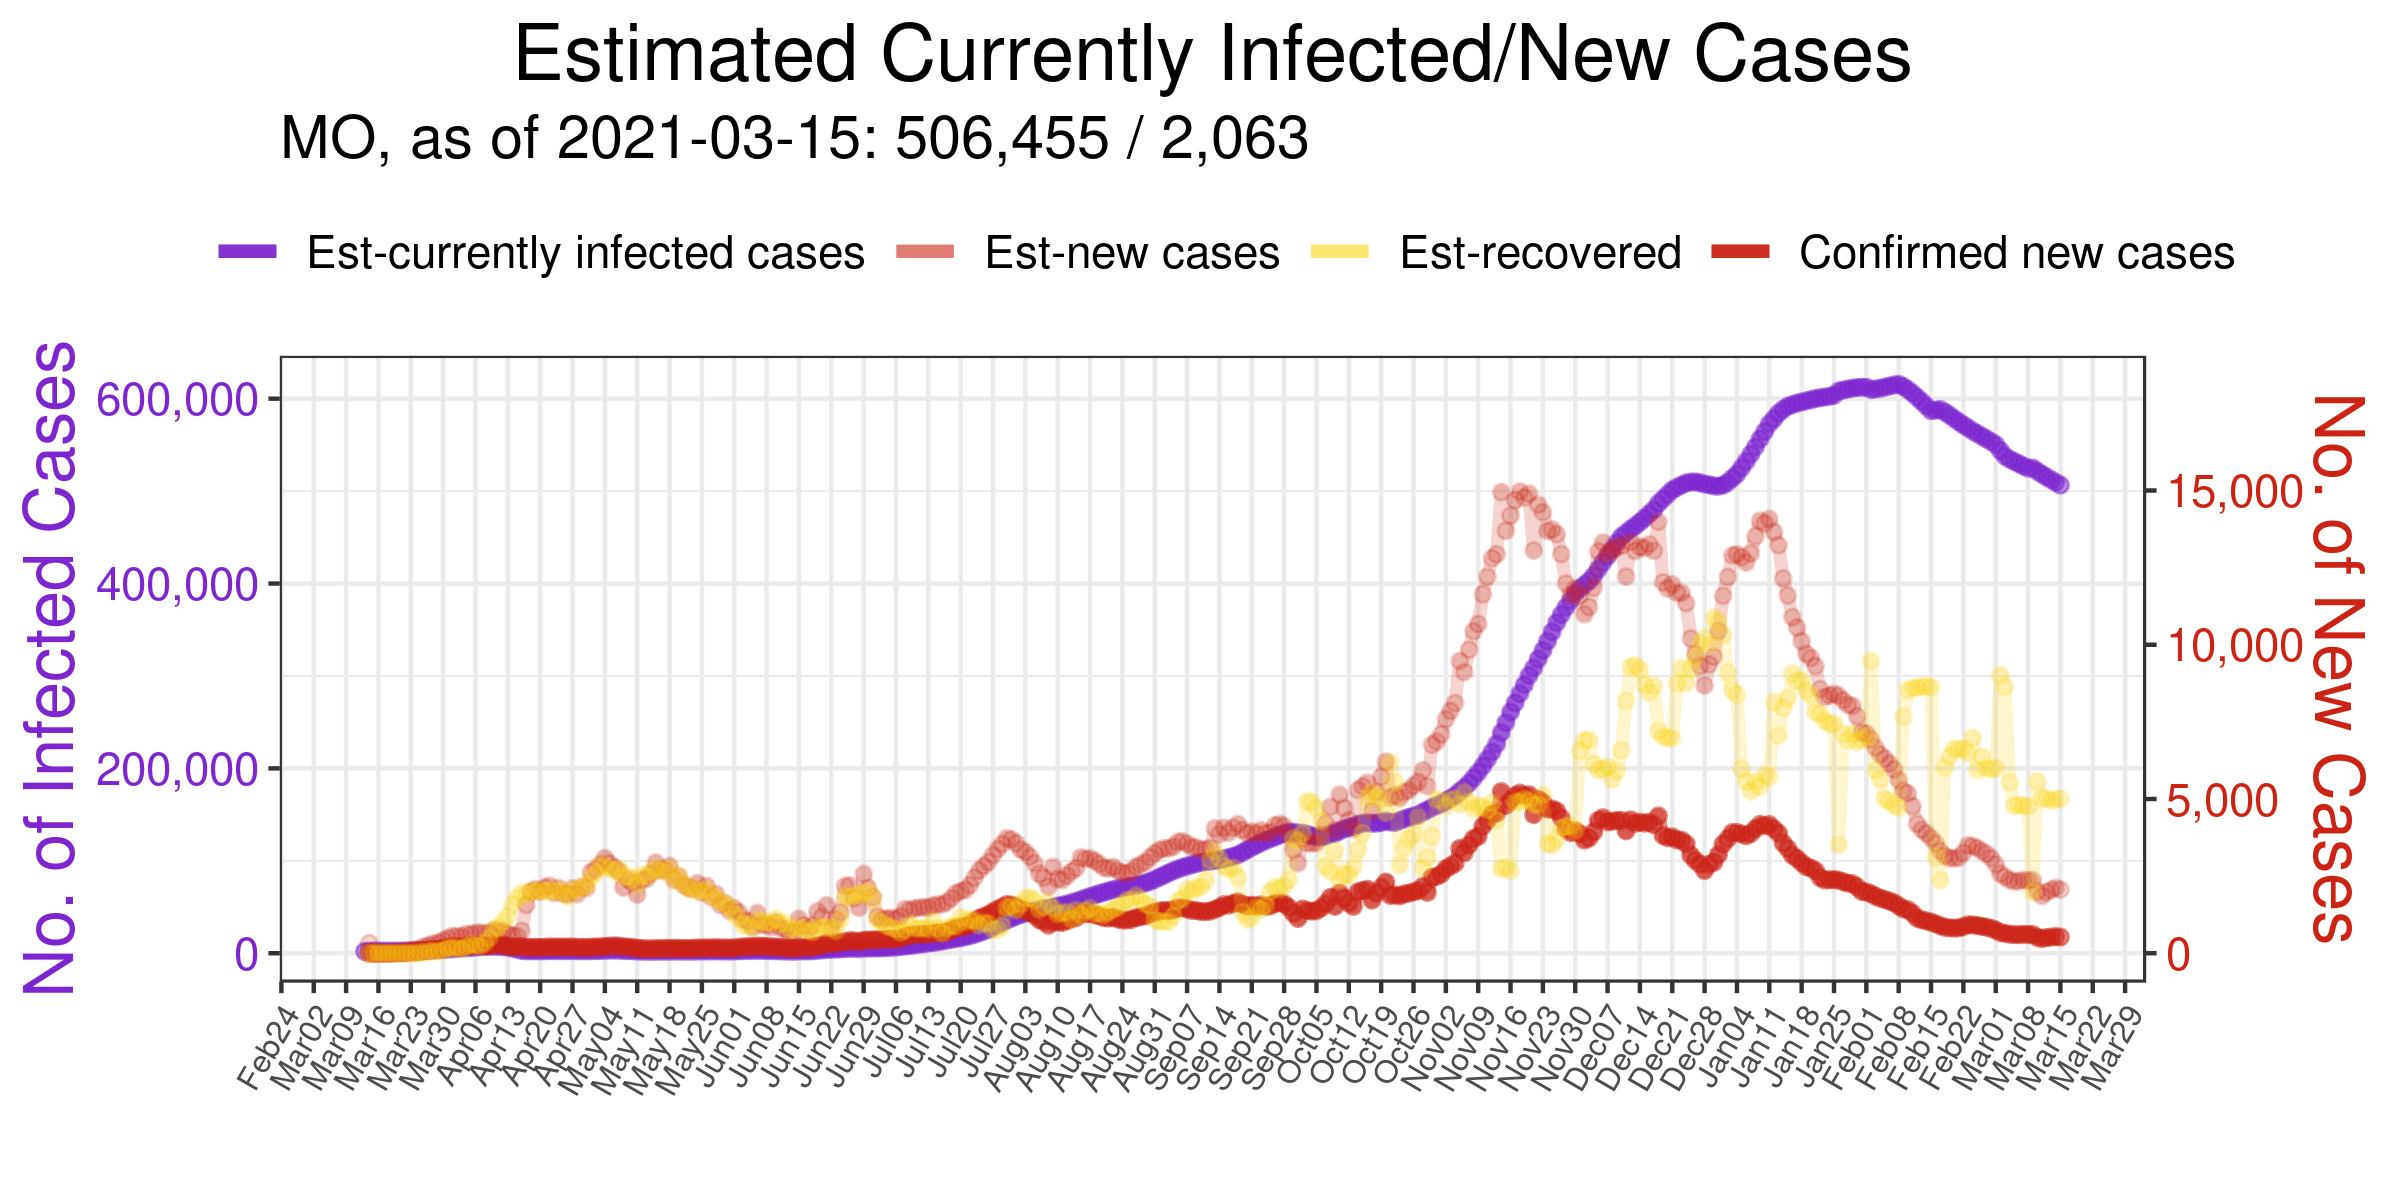 Estimated Currently Infected/New Cases
MO, as of 2021-03-15: 506,455 / 2,063
Est-currently infected cases Est-new cases Est-recovered Confirmed new cases
No. of Infected Cases
600,000
400,000
200,000
0
No. of New Cases
15,000
10,000
5,000
0
Feb24 Mar02 Mar09 Mar16 Mar23 Mar30 Apr06 Apr13 Apr20 Apr27 May04 May11 May18 May25 Jun01 Jun08 Jun15 Jun22 Jun29 Jul06 Jul13 Jul20 Jul27 Aug03 Aug10 Aug17 Aug24 Aug31 Sep07 Sep14 Sep21 Sep28 Oct05 Oct12 Oct19 Oct26 Nov02 Nov09 Nov16 Nov23 Nov30 Dec07 Dec14 Dec21 Dec28 Jan04 Jan11 Jan18 Jan25 Feb01 Feb08 Feb15 Feb22 Mar01 Mar08 Mar15 Mar22 Mar29